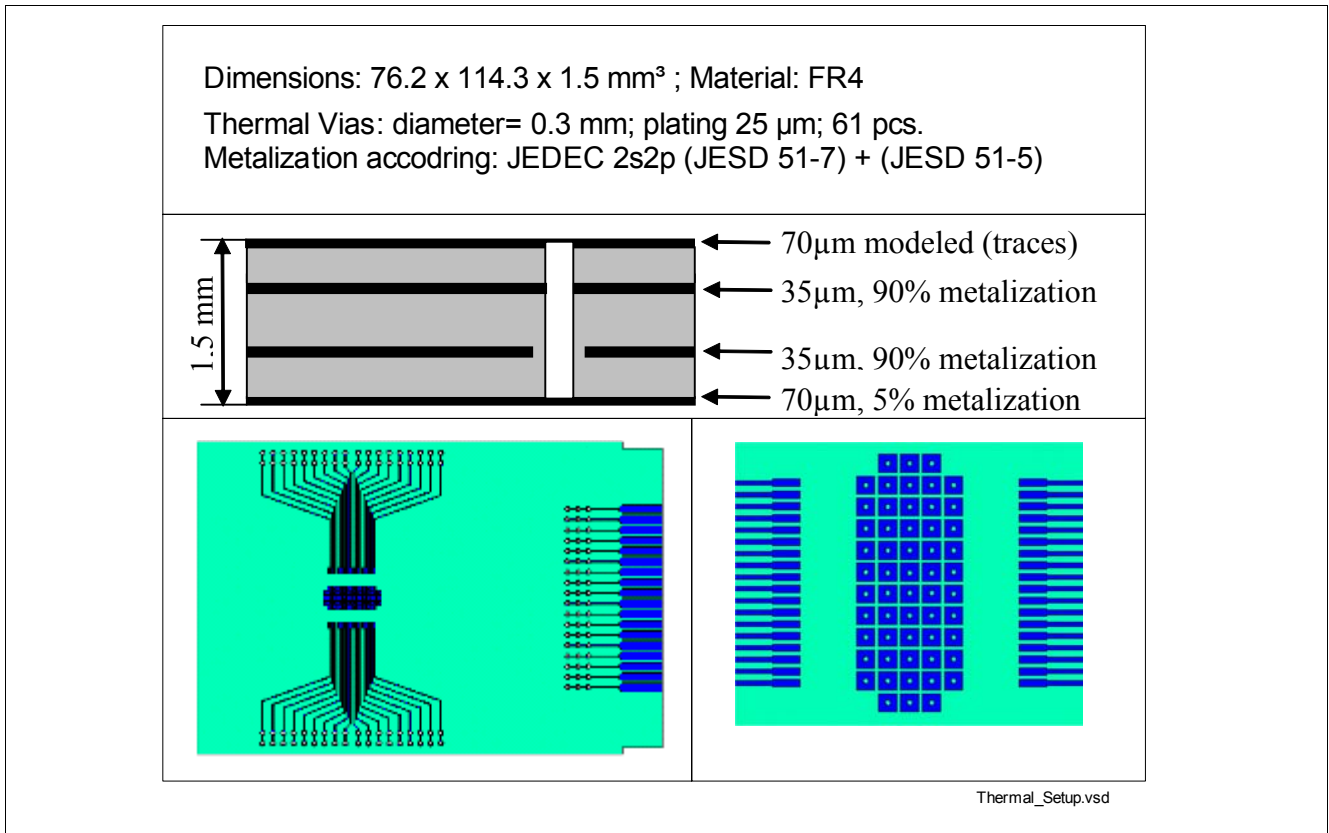 Dimensions: 76.2 x 114.3 x 1.5 mm³ ; Material: FR4
Thermal Vias: diameter= 0.3 mm; plating 25 µm; 61 pcs.
Metalization accodring: JEDEC 2s2p (JESD 51-7) + (JESD 51-5)
1.5 mm
70µm modeled (traces)
35µm, 90% metalization
35µm, 90% metalization
70µm, 5% metalization
Thermal_Setup.vsd